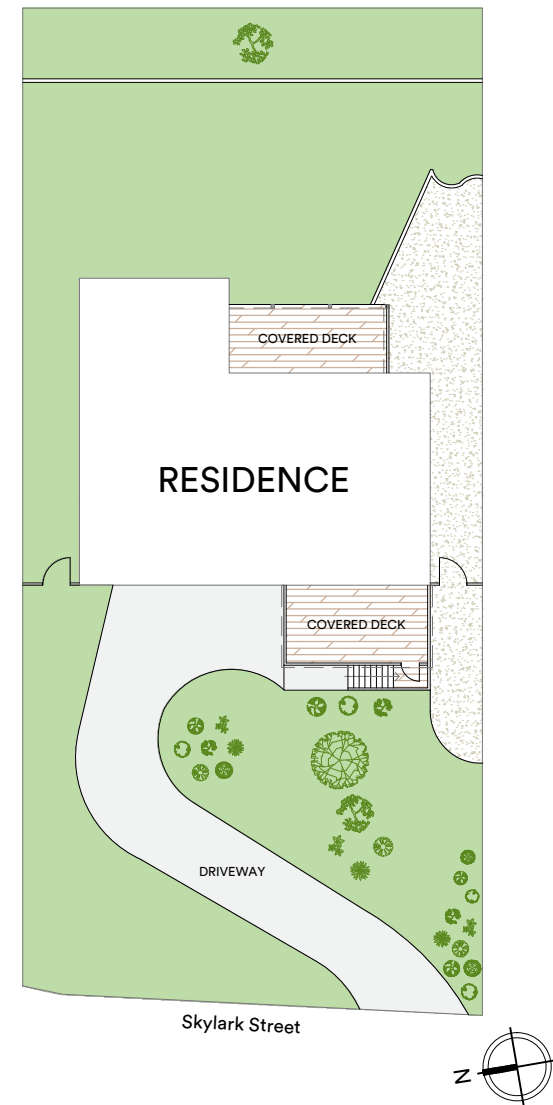 COVERED DECK
RESIDENCE
COVERED DECK
DRIVEWAY
Skylark Street
N